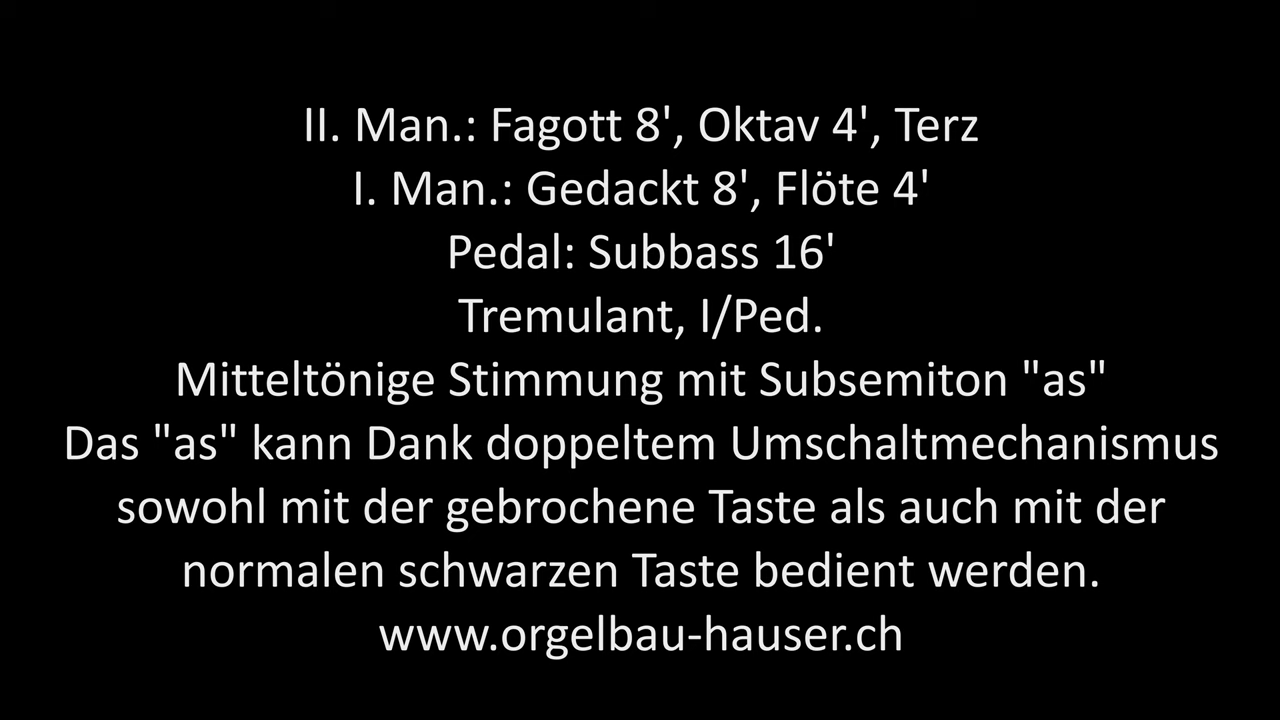 II. Man.: Fagott 8', Oktav 4', Terz
I. Man.: Gedackt 8', Flöte 4'
Pedal: Subbass 16'
Tremulant, I/Ped.
Mitteltönige Stimmung mit Subsemiton "as"
Das "as" kann Dank doppeltem Umschaltmechanismus
sowohl mit der gebrochene Taste als auch mit der
normalen schwarzen Taste bedient werden.
www.orgelbau-hauser.ch